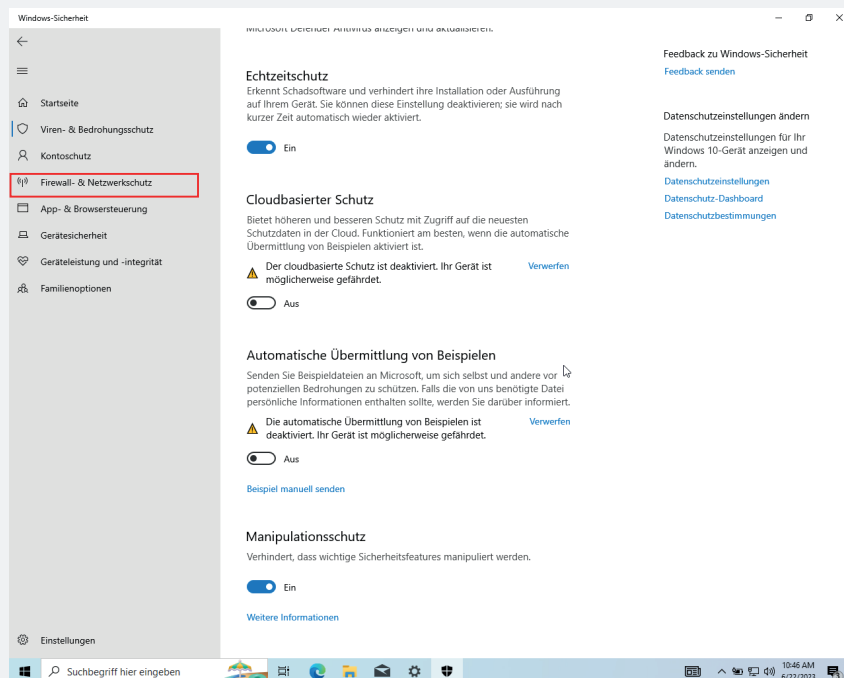 Windows-Sicherheit
Microsoft Defender Antivirus anzeigen und aktualisieren.
Startseite
Viren- & Bedrohungsschutz
Kontoschutz
Firewall- & Netzwerkschutz
App- & Browsersteuerung
Gerätesicherheit
Geräteleistung und -integrität
Familienoptionen
Einstellungen
Echtzeitschutz
Erkennt Schadsoftware und verhindert ihre Installation oder Ausführung
auf Ihrem Gerät. Sie können diese Einstellung deaktivieren; sie wird nach
kurzer Zeit automatisch wieder aktiviert.
Ein
Cloudbasierter Schutz
Bietet höheren und besseren Schutz mit Zugriff auf die neuesten
Schutzdaten in der Cloud. Funktioniert am besten, wenn die automatische
Übermittlung von Beispielen aktiviert ist.
Der cloudbasierte Schutz ist deaktiviert. Ihr Gerät ist
möglicherweise gefährdet.
Verwerfen
Aus
Automatische Übermittlung von Beispielen
Senden Sie Beispieldateien an Microsoft, um sich selbst und andere vor
potenziellen Bedrohungen zu schützen. Falls die von uns benötigte Datei
persönliche Informationen enthalten sollte, werden Sie darüber informiert.
Die automatische Übermittlung von Beispielen ist
deaktiviert. Ihr Gerät ist möglicherweise gefährdet.
Verwerfen
Aus
Beispiel manuell senden
Manipulationsschutz
Verhindert, dass wichtige Sicherheitsfeatures manipuliert werden.
Ein
Weitere Informationen
Feedback zu Windows-Sicherheit
Feedback senden
Datenschutzeinstellungen ändern
Datenschutzeinstellungen für Ihr
Windows 10-Gerät anzeigen und
ändern.
Datenschutzeinstellungen
Datenschutz-Dashboard
Datenschutzbestimmungen
Suchbegriff hier eingeben
10:46 AM
6/22/2023